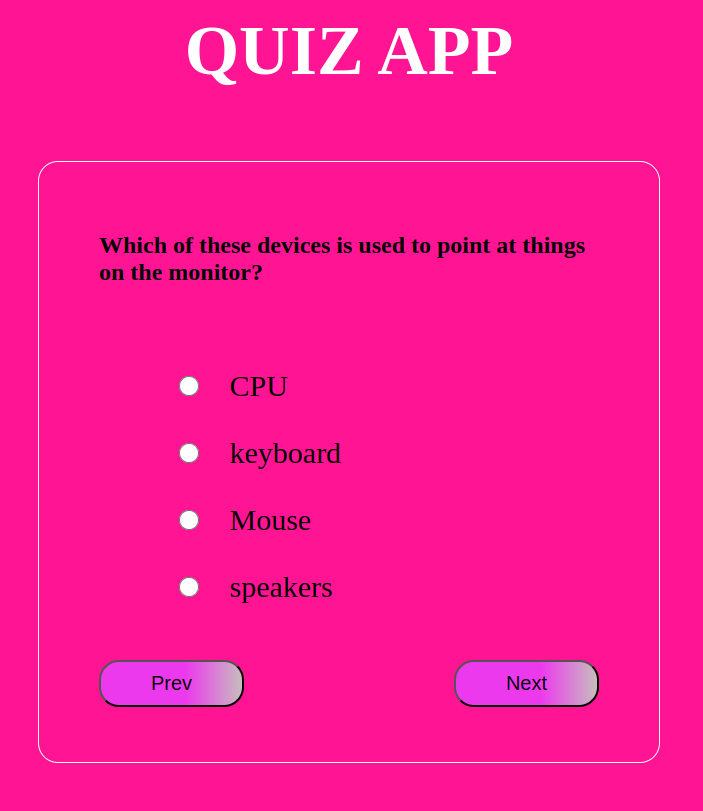 QUIZ APP
Which of these devices is used to point at things
on the monitor?
CPU
keyboard
Mouse
speakers
Prev
Next